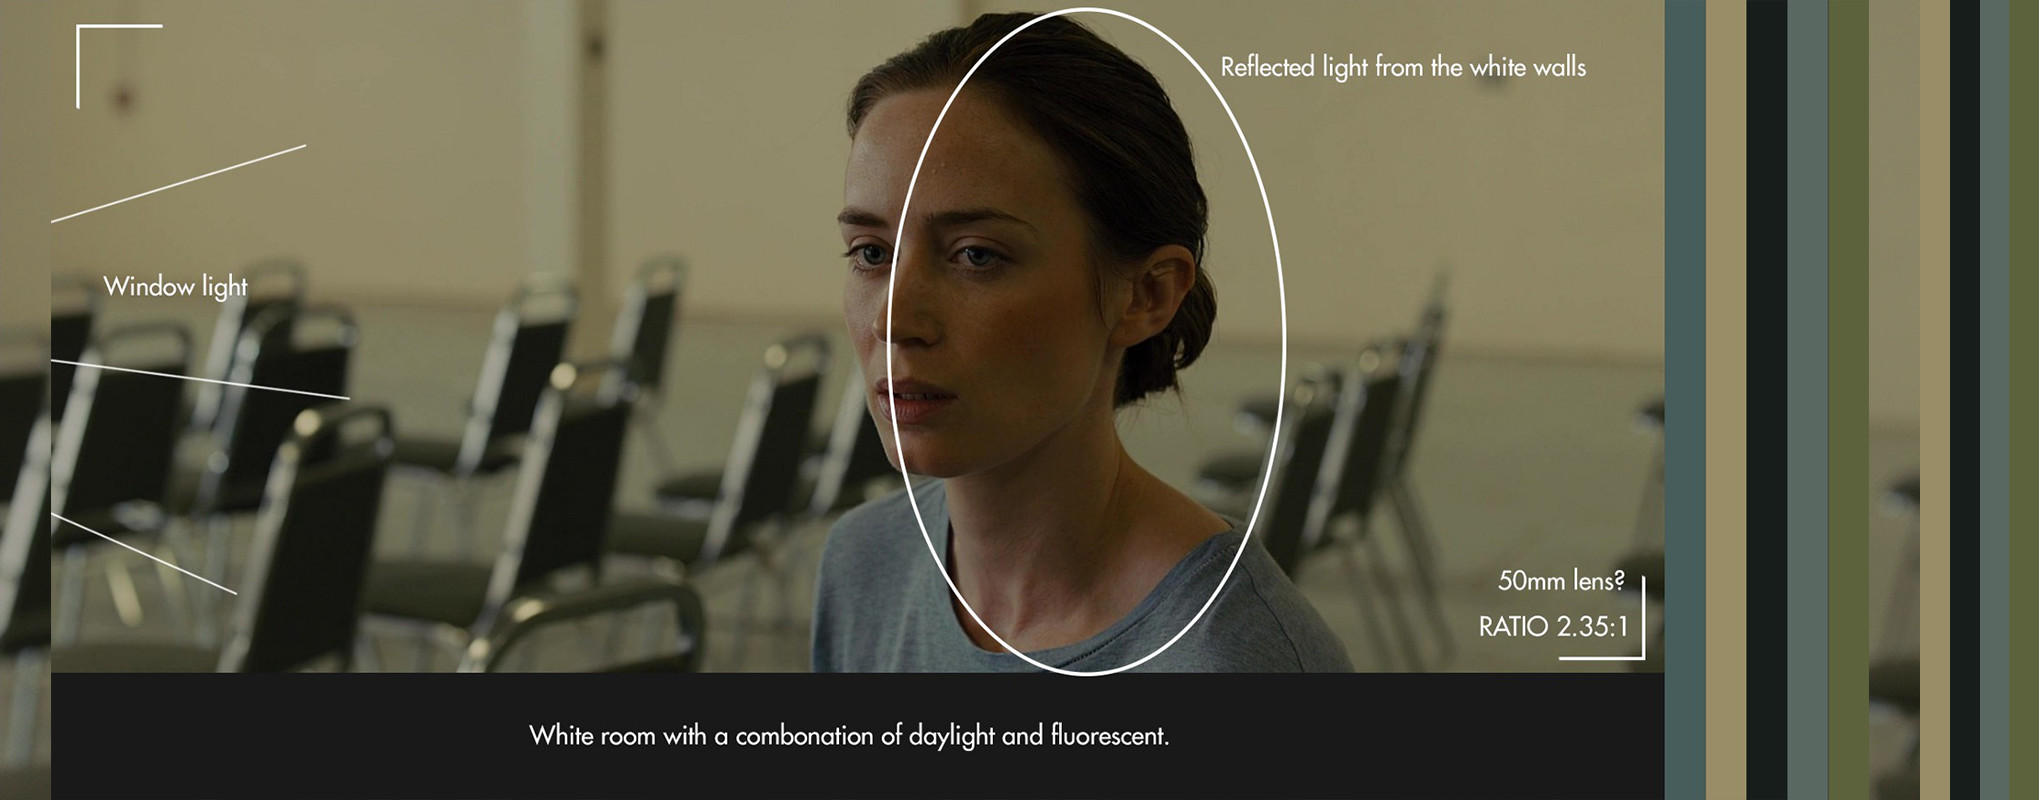 Reflected light from the white walls
Window light
50mm lens?
RATIO 2.35:1
White room with a combonation of daylight and fluorescent.